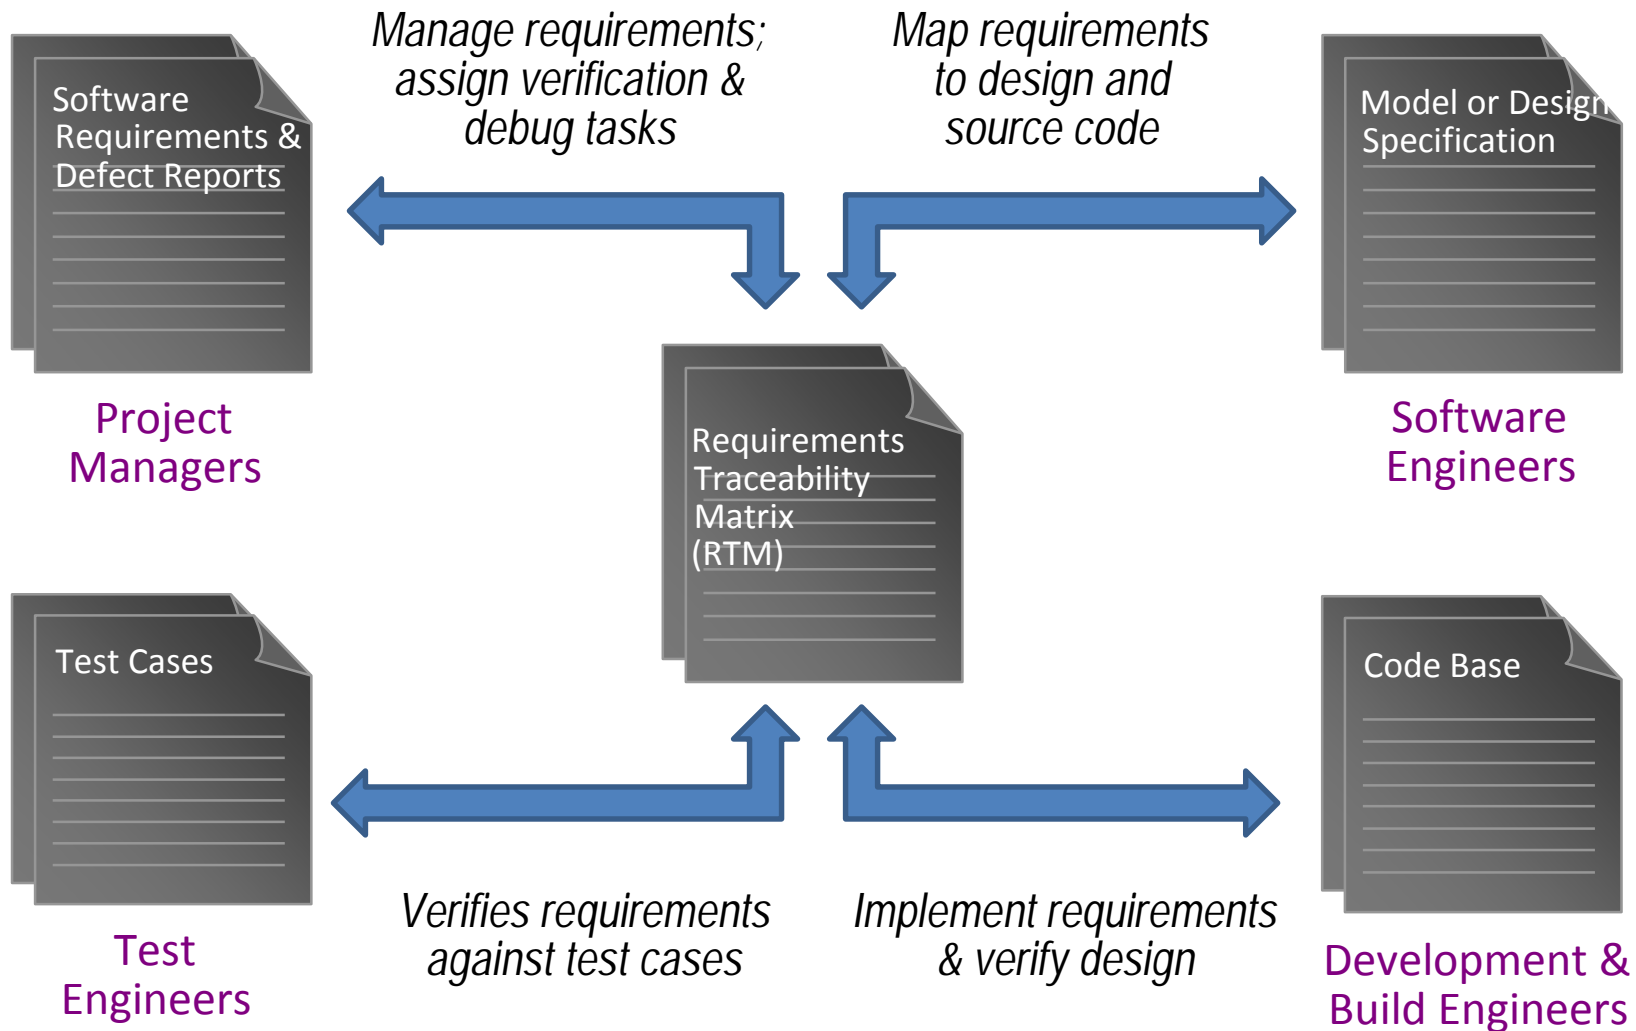 Manage requirements;
assign verification &
debug tasks
Map requirements
to design and
source code
Software
Requirements &
Defect Reports
Model or Design
Specification
Project
Managers
Requirements
Traceability
Matrix
(RTM)
Software
Engineers
Test Cases
Code Base
Verifies requirements
against test cases
Implement requirements
& verify design
Test
Engineers
Development &
Build Engineers